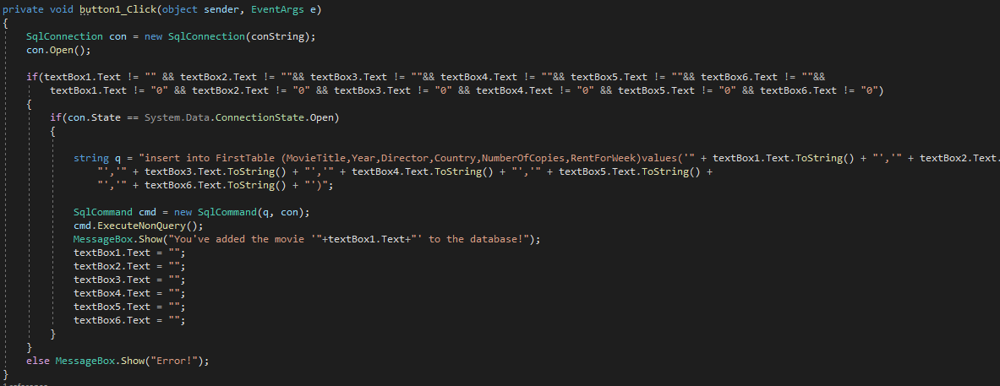 private void button1_Click(object sender, EventArgs e)
{
SqlConnection con = new SqlConnection(conString);
con.Open();
if(textBox1.Text != "" && textBox2.Text != ""&& textBox3.Text != ""&& textBox4.Text != ""&& textBox5.Text != ""&& textBox6.Text != ""&&
textBox1.Text != "0" && textBox2.Text != "0" && textBox3.Text != "0" && textBox4.Text != "0" && textBox5.Text != "0" && textBox6.Text != "0")
{
if(con.State == System.Data.ConnectionState.Open)
{
string q = "insert into FirstTable (MovieTitle,Year,Director,Country,NumberOfCopies,RentForWeek)values('" + textBox1.Text.ToString() + "','" + textBox2.Text.
"','" + textBox3.Text.ToString() + "','" + textBox4.Text.ToString() + "','" + textBox5.Text.ToString() +
"','" + textBox6.Text.ToString() + "')";
SqlCommand cmd = new SqlCommand(q, con);
cmd.ExecuteNonQuery();
MessageBox.Show("You've added the movie '"+textBox1.Text+"' to the database!");
textBox1.Text = "";
textBox2.Text = "";
textBox3.Text = "";
textBox4.Text = "";
textBox5.Text = "";
textBox6.Text = "";
}
}
else MessageBox.Show("Error!");
}